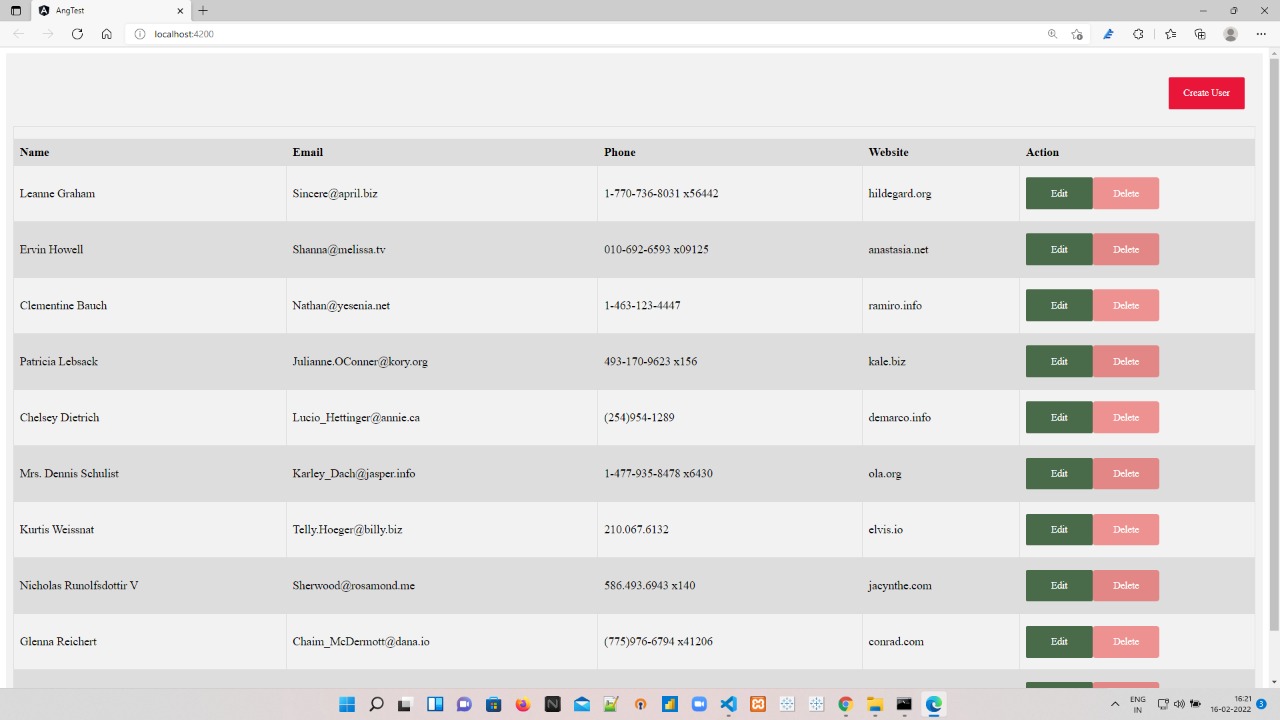 AngTest
localhost:4200
Create User
Name Email Phone Website Action
Leanne Graham Sincere@april.biz 1-770-736-8031 x56442 hildegard.org Edit Delete
Ervin Howell Shanna@melissa.tv 010-692-6593 x09125 anastasia.net Edit Delete
Clementine Bauch Nathan@yesenia.net 1-463-123-4447 ramiro.info Edit Delete
Patricia Lebsack Julianne.OConner@kory.org 493-170-9623 x156 kale.biz Edit Delete
Chelsey Dietrich Lucio_Hettinger@annie.ca (254)954-1289 demarco.info Edit Delete
Mrs. Dennis Schulist Karley_Dach@jasper.info 1-477-935-8478 x6430 ola.org Edit Delete
Kurtis Weissnat Telly.Hoeger@billy.biz 210.067.6132 elvis.io Edit Delete
Nicholas Runolfsdottir V Sherwood@rosamond.me 586.493.6943 x140 jacynthe.com Edit Delete
Glenna Reichert Chaim_McDermott@dana.io (775)976-6794 x41206 conrad.com Edit Delete
ENG 16:21
IN 16-02-2022 3